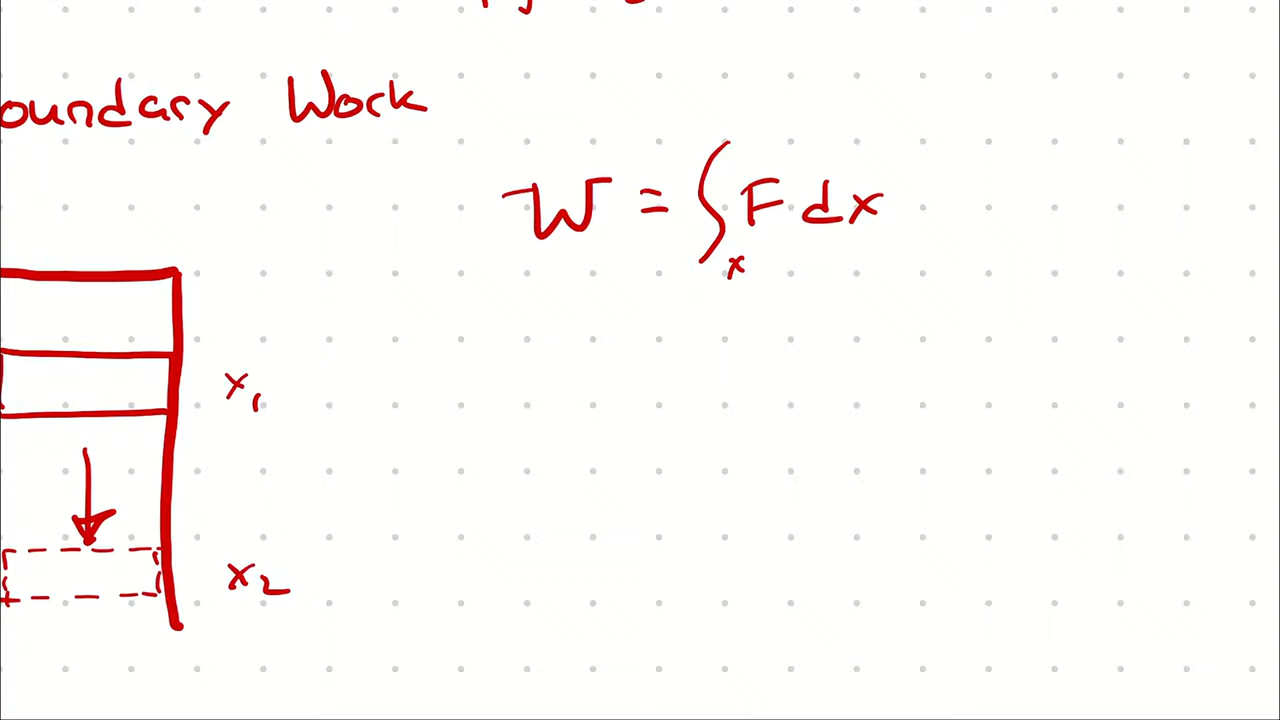 oundary Work
W = ∫ₓ F dx
x₁
x₂